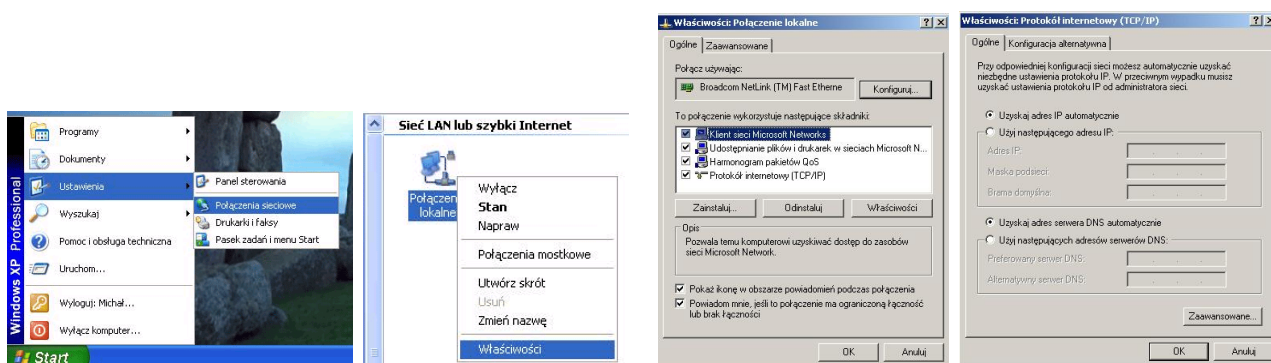 Programy
Dokumenty
Ustawienia
Wyszukaj
Pomoc i obsługa techniczna
Uruchom...
Wyloguj: Michał...
Wyłącz komputer...
Windows XP Professional
Start
Panel sterowania
Połączenia sieciowe
Drukarki i faksy
Pasek zadań i menu Start
Sieć LAN lub szybki Internet
Połączen
lokalne
Wyłącz
Stan
Napraw
Połączenia mostkowe
Utwórz skrót
Usuń
Zmień nazwę
Właściwości
Właściwości: Połączenie lokalne
Ogólne Zaawansowane
Połącz używając:
Broadcom NetLink (TM) Fast Etherne Konfiguruj...
To połączenie wykorzystuje następujące składniki:
Klient sieci Microsoft Networks
Udostępnianie plików i drukarek w sieciach Microsoft N...
Harmonogram pakietów QoS
Protokół internetowy (TCP/IP)
Zainstaluj... Odinstaluj Właściwości
Opis
Pozwala temu komputerowi uzyskiwać dostęp do zasobów
sieci Microsoft Network.
Pokaż ikonę w obszarze powiadomień podczas połączenia
Powiadom mnie, jeśli to połączenie ma ograniczoną łączność
lub brak łączności
OK Anuluj
Właściwości: Protokół internetowy (TCP/IP)
Ogólne Konfiguracja alternatywna
Przy odpowiedniej konfiguracji sieci możesz automatycznie uzyskać
niezbędne ustawienia protokołu IP. W przeciwnym wypadku musisz
uzyskać ustawienia protokołu IP od administratora sieci.
Uzyskaj adres IP automatycznie
Użyj następującego adresu IP:
Adres IP:
Maska podsieci:
Brama domyślna:
Uzyskaj adres serwera DNS automatycznie
Użyj następujących adresów serwerów DNS:
Preferowany serwer DNS:
Alternatywny serwer DNS:
Zaawansowane...
OK Anuluj